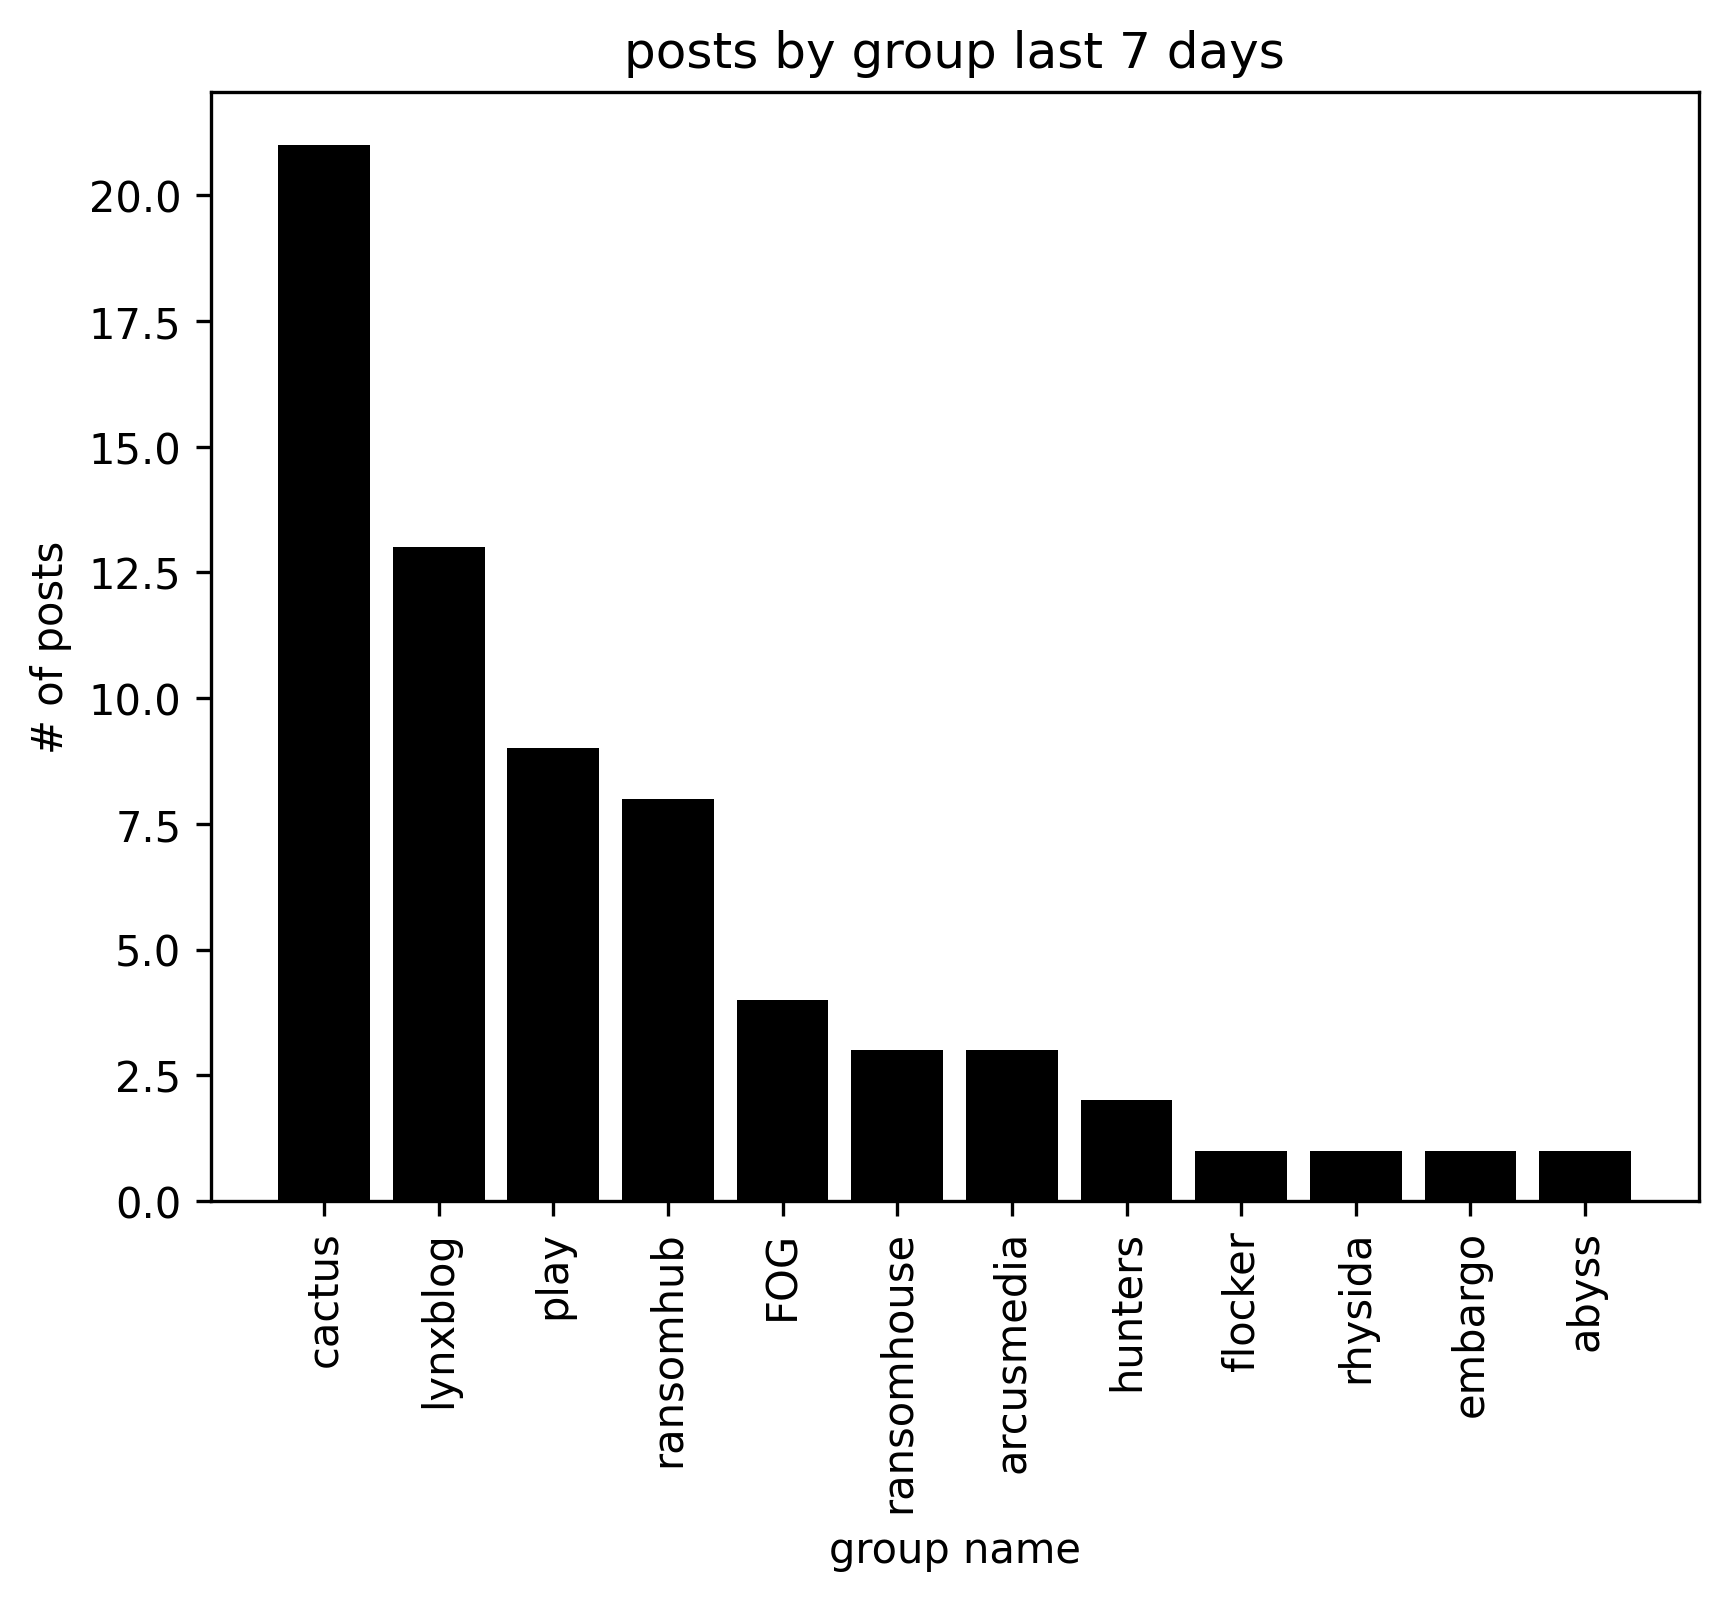 posts by group last 7 days
# of posts
20.0
17.5
15.0
12.5
10.0
7.5
5.0
2.5
0.0
cactus
lynxblog
play
ransomhub
FOG
ransomhouse
arcusmedia
hunters
flocker
rhysida
embargo
abyss
group name